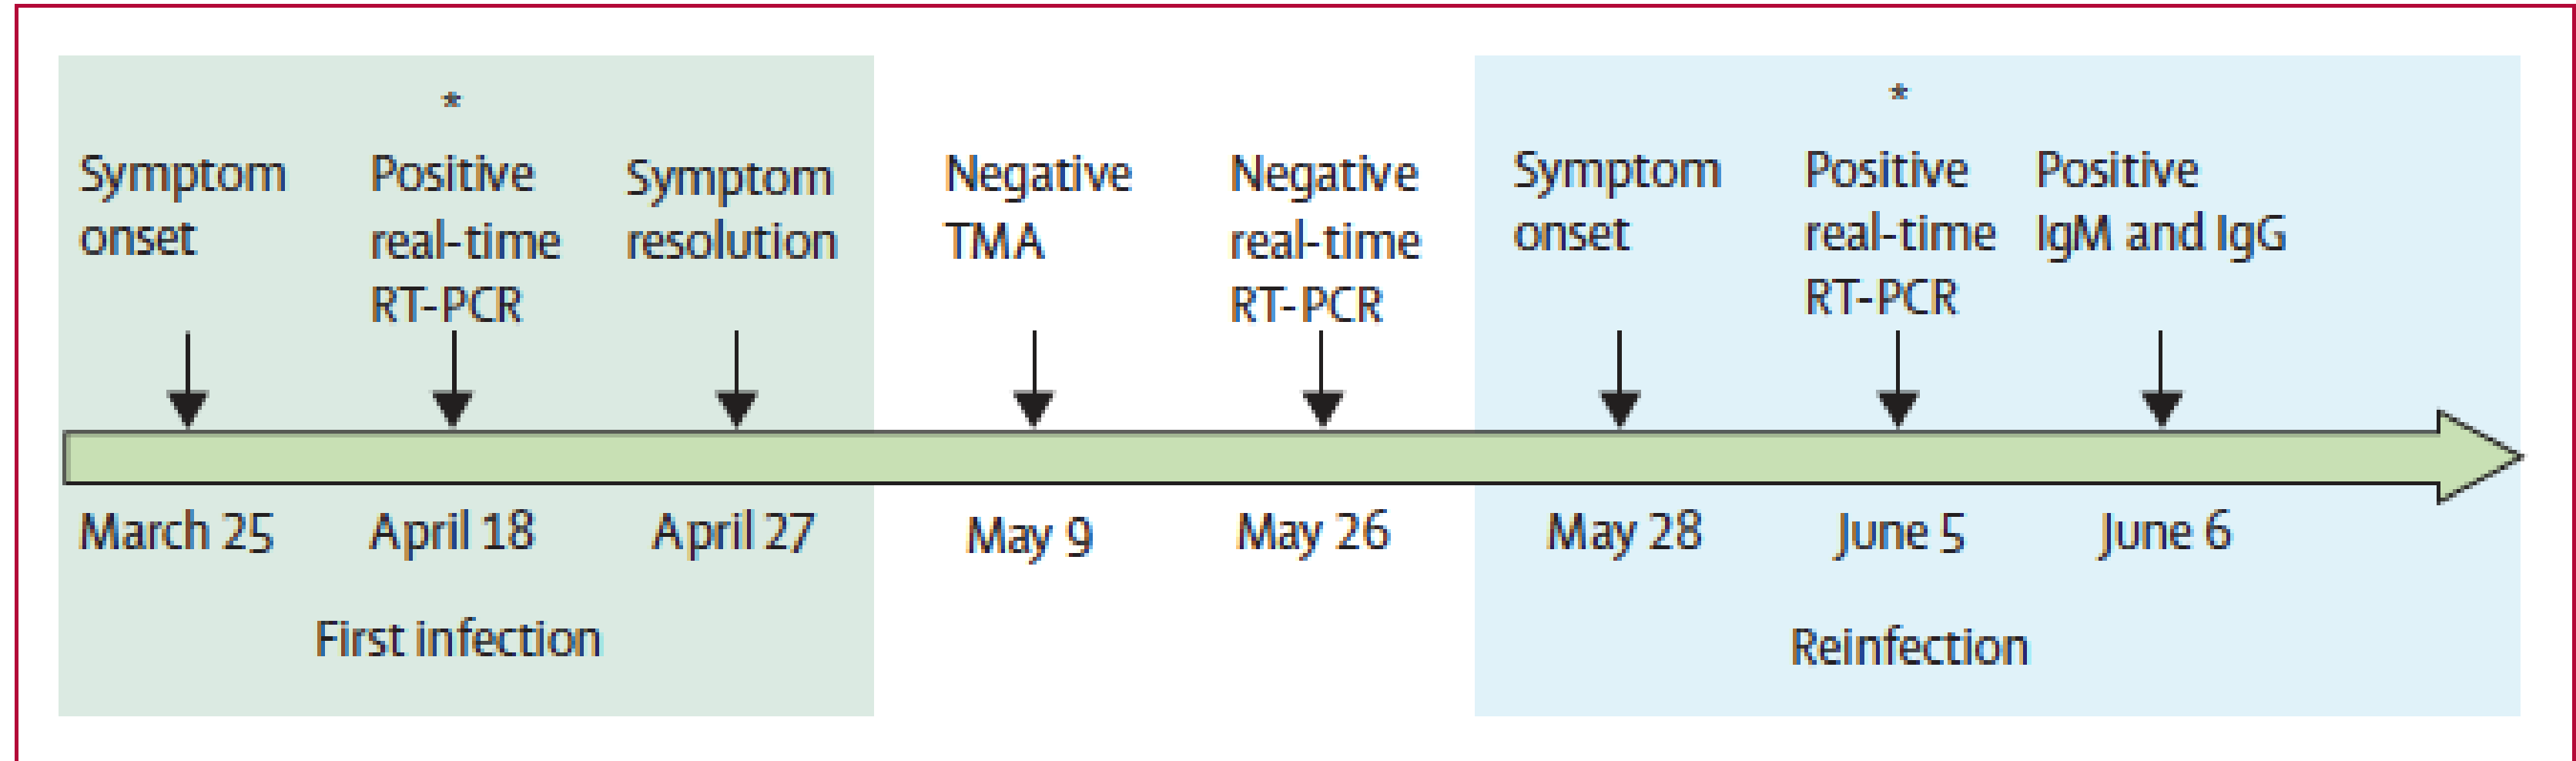 *
Symptom
onset
Positive
real-time
RT-PCR
Symptom
resolution
Negative
TMA
Negative
real-time
RT-PCR
Symptom
onset
*
Positive
real-time
RT-PCR
Positive
IgM and IgG
March 25
April 18
April 27
May 9
May 26
May 28
June 5
June 6
First infection
Reinfection